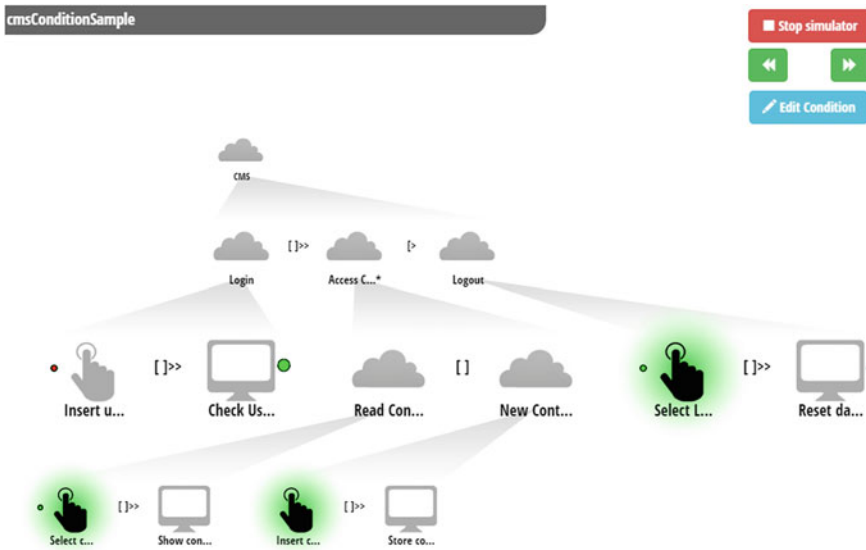 cmsConditionSample
Stop simulator
Edit Condition
CMS
[ ]>> [>
Login Access C...* Logout
[ ]>> [ ] [ ]>>
Insert u... Check Us... Read Con... New Cont... Select L... Reset da...
[ ]>> [ ]>>
Select c... Show con... Insert c... Store co...